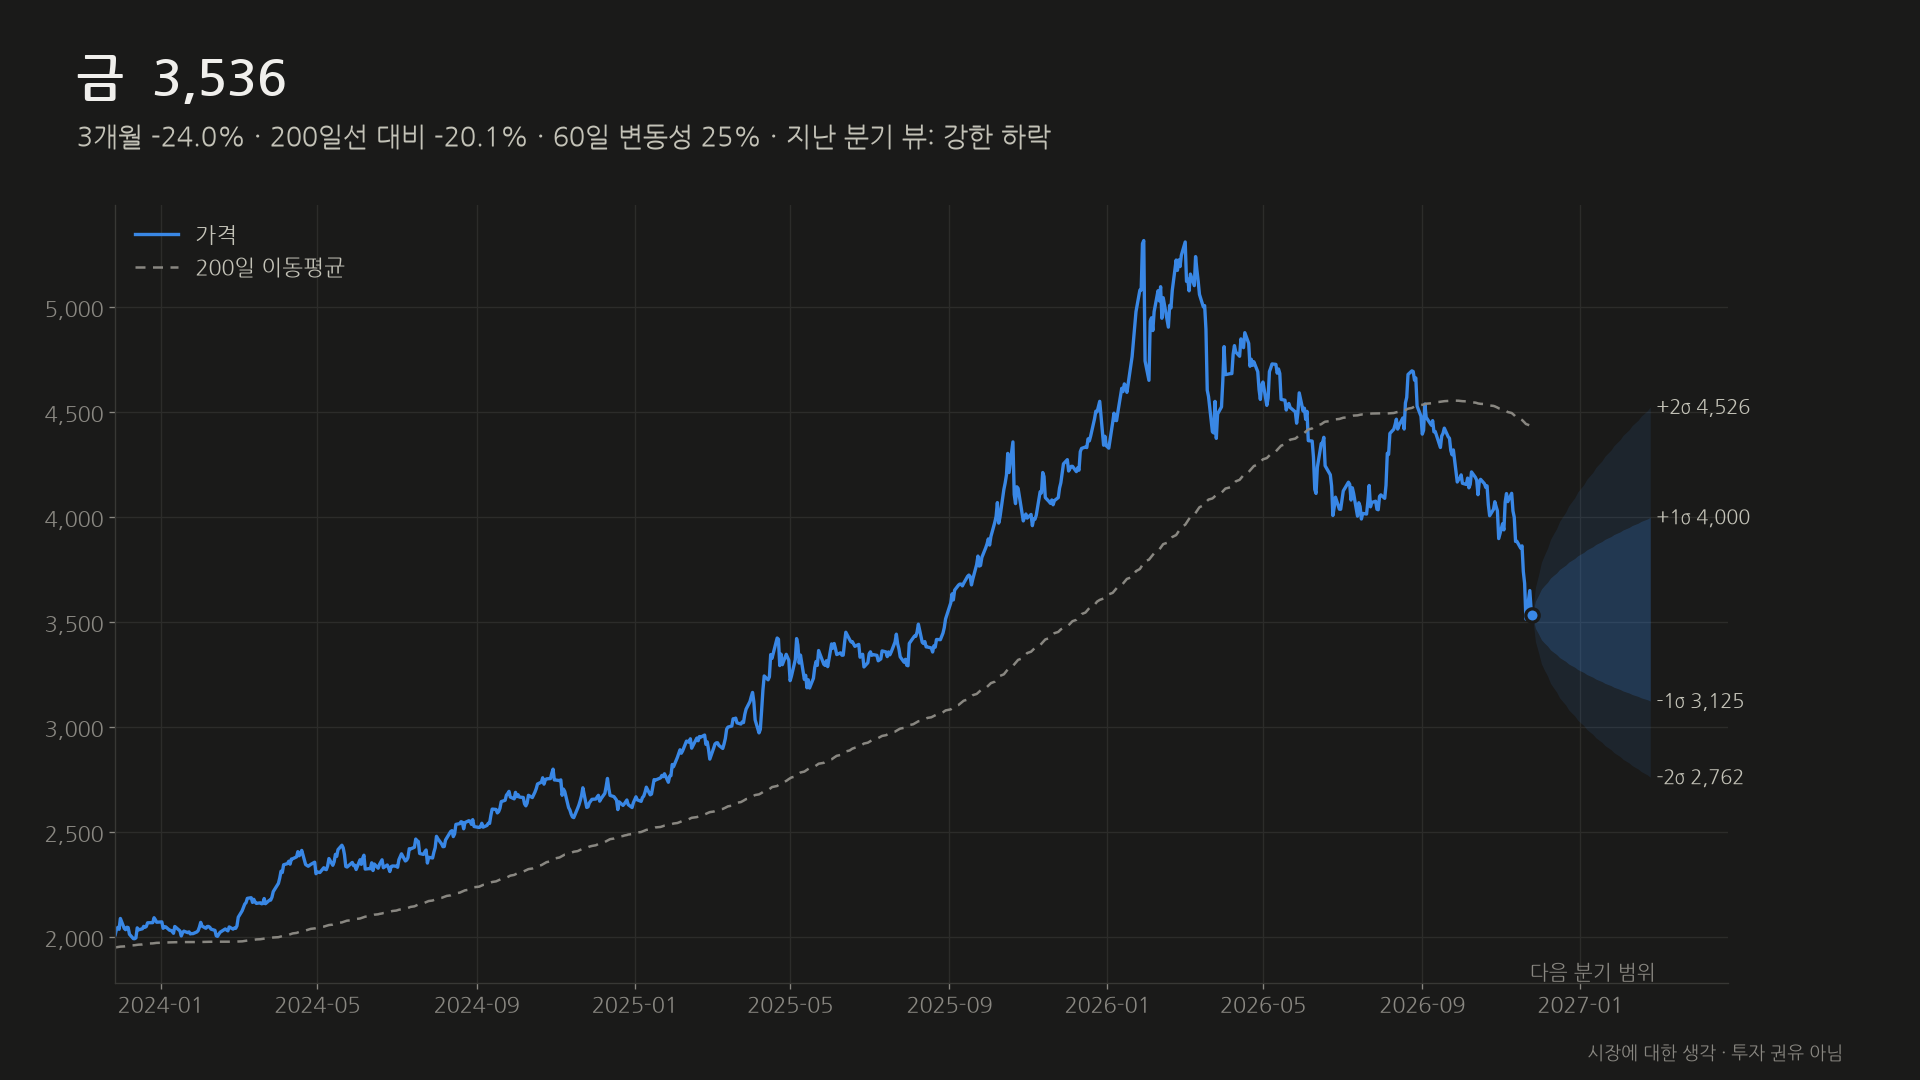 금 3,536
3개월 -24.0% · 200일선 대비 -20.1% · 60일 변동성 25% · 지난 분기 뷰: 강한 하락
가격
200일 이동평균
5,000
4,500
4,000
3,500
3,000
2,500
2,000
+2σ 4,526
+1σ 4,000
-1σ 3,125
-2σ 2,762
다음 분기 범위
2024-01 2024-05 2024-09 2025-01 2025-05 2025-09 2026-01 2026-05 2026-09 2027-01
시장에 대한 생각 · 투자 권유 아님